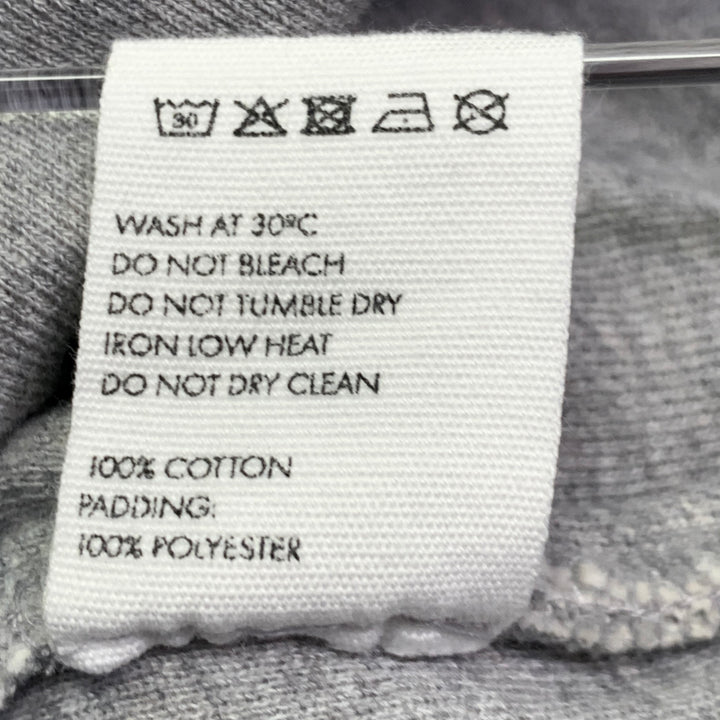 30
WASH AT 30ºC
DO NOT BLEACH
DO NOT TUMBLE DRY
IRON LOW HEAT
DO NOT DRY CLEAN
100% COTTON
PADDING:
100% POLYESTER